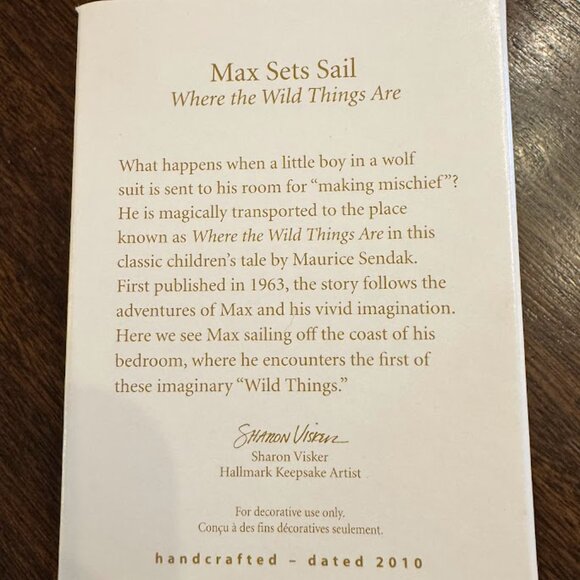 Max Sets Sail
Where the Wild Things Are
What happens when a little boy in a wolf
suit is sent to his room for “making mischief”?
He is magically transported to the place
known as Where the Wild Things Are in this
classic children’s tale by Maurice Sendak.
First published in 1963, the story follows the
adventures of Max and his vivid imagination.
Here we see Max sailing off the coast of his
bedroom, where he encounters the first of
these imaginary “Wild Things.”
Sharon Visker
Sharon Visker
Hallmark Keepsake Artist
For decorative use only.
Conçu à des fins décoratives seulement.
handcrafted – dated 2010